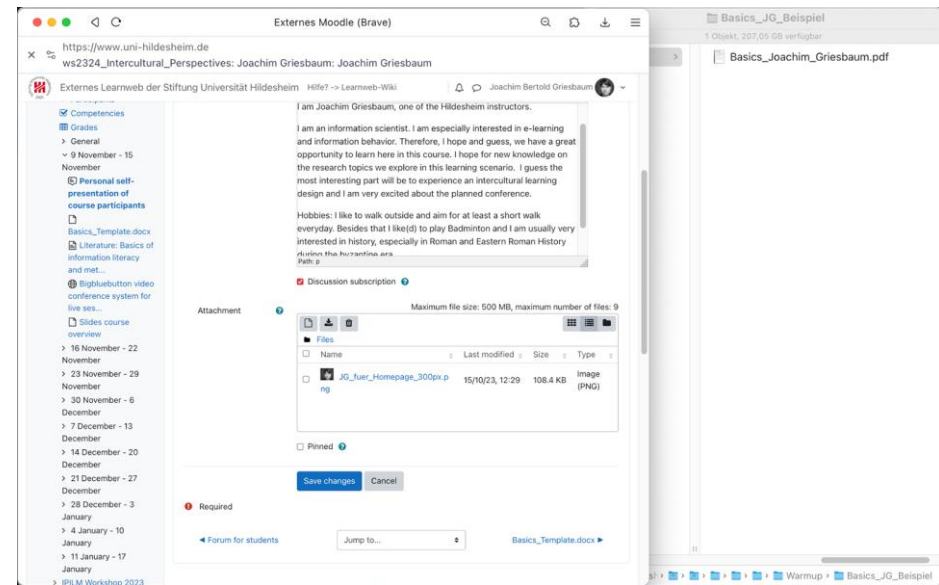 Externes Moodle (Brave)
https://www.uni-hildesheim.de
ws2324_Intercultural_Perspectives: Joachim Griesbaum: Joachim Griesbaum
Externes Learnweb der Stiftung Universität Hildesheim Hilfe? -> Learnweb-Wiki Joachim Bertold Griesbaum
Competencies
Grades
General
9 November - 15
November
Personal self-
presentation of
course participants
Basics_Template.docx
Literature: Basics of
information literacy
and met...
Bigbluebutton video
conference system for
live ses...
Slides course
overview
16 November - 22
November
23 November - 29
November
30 November - 6
December
7 December - 13
December
14 December - 20
December
21 December - 27
December
28 December - 3
January
4 January - 10
January
11 January - 17
January
IPILM Workshop 2023
I am Joachim Griesbaum, one of the Hildesheim instructors.
I am an information scientist. I am especially interested in e-learning
and information behavior. Therefore, I hope and guess, we have a great
opportunity to learn here in this course. I hope for new knowledge on
the research topics we explore in this learning scenario. I guess the
most interesting part will be to experience an intercultural learning
design and I am very excited about the planned conference.
Hobbies: I like to walk outside and aim for at least a short walk
everyday. Besides that I like(d) to play Badminton and I am usually very
interested in history, especially in Roman and Eastern Roman History
during the byzantine era
Path: p
Discussion subscription
Attachment
Maximum file size: 500 MB, maximum number of files: 9
Files
Name Last modified Size Type
JG_fuer_Homepage_300px.p
ng
15/10/23, 12:29 108.4 KB Image
(PNG)
Pinned
Save changes Cancel
Required
◄ Forum for students Jump to... Basics_Template.docx ►
Basics_JG_Beispiel
1 Objekt, 207,05 GB verfügbar
Basics_Joachim_Griesbaum.pdf
Warmup › Basics_JG_Beispiel